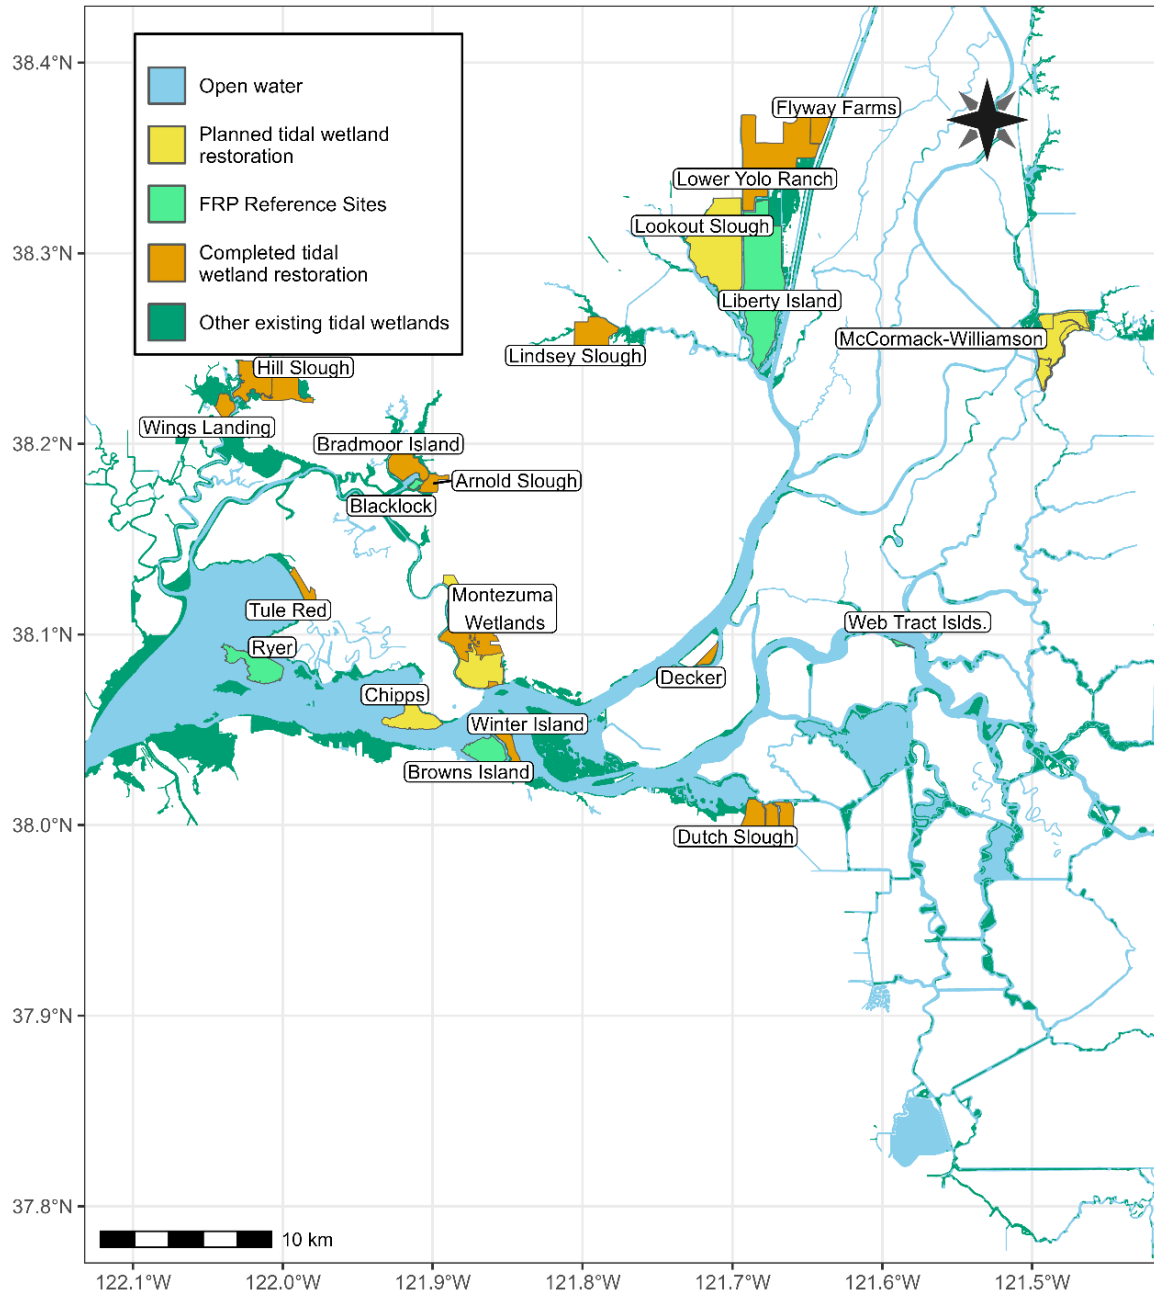 Open water
Planned tidal wetland
restoration
FRP Reference Sites
Completed tidal
wetland restoration
Other existing tidal wetlands
Flyway Farms
Lower Yolo Ranch
Lookout Slough
Liberty Island
McCormack-Williamson
Lindsey Slough
Hill Slough
Wings Landing
Bradmoor Island
Arnold Slough
Blacklock
Montezuma
Wetlands
Tule Red
Web Tract Islds.
Ryer
Decker
Chipps
Winter Island
Browns Island
Dutch Slough
38.4°N
38.3°N
38.2°N
38.1°N
38.0°N
37.9°N
37.8°N
10 km
122.1°W
122.0°W
121.9°W
121.8°W
121.7°W
121.6°W
121.5°W